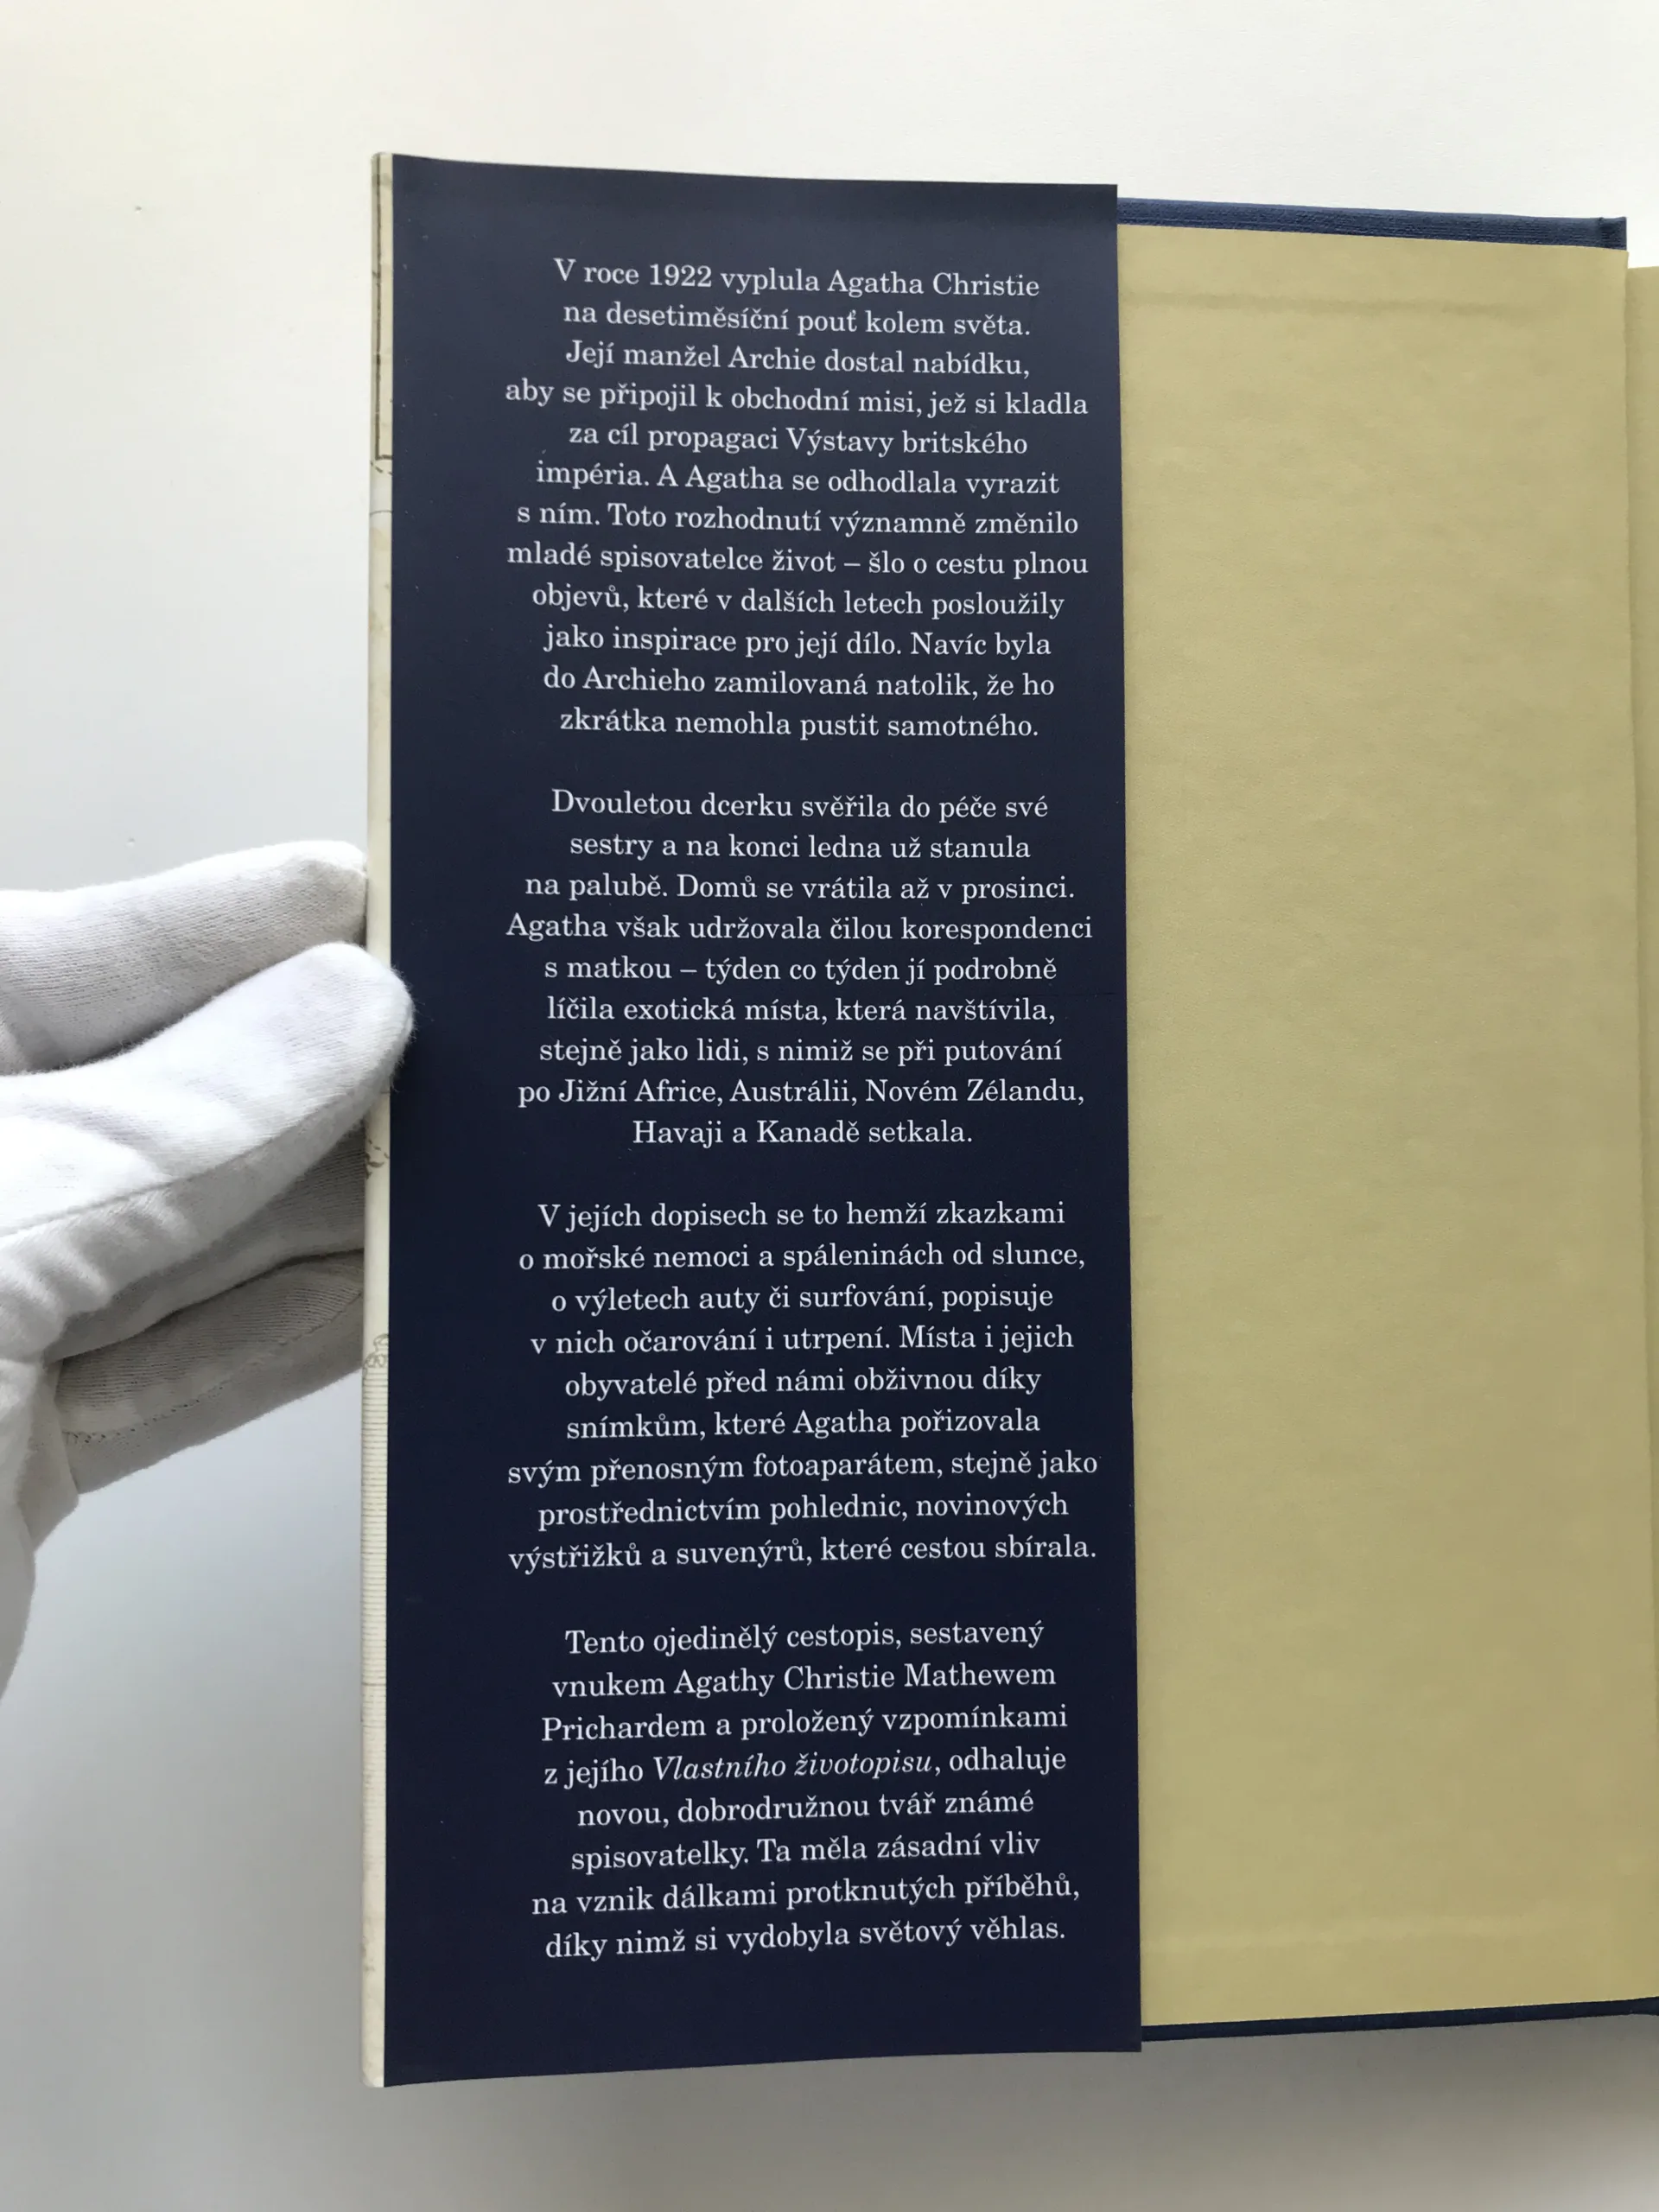 V roce 1922 vyplula Agatha Christie
na desetiměsíční pouť kolem světa.
Její manžel Archie dostal nabídku,
aby se připojil k obchodní misi, jež si kladla
za cíl propagaci Výstavy britského
impéria. A Agatha se odhodlala vyrazit
s ním. Toto rozhodnutí významně změnilo
mladé spisovatelce život – šlo o cestu plnou
objevů, které v dalších letech posloužily
jako inspirace pro její dílo. Navíc byla
do Archieho zamilovaná natolik, že ho
zkrátka nemohla pustit samotného.
Dvouletou dcerku svěřila do péče své
sestry a na konci ledna už stanula
na palubě. Domů se vrátila až v prosinci.
Agatha však udržovala čilou korespondenci
s matkou – týden co týden jí podrobně
líčila exotická místa, která navštívila,
stejně jako lidi, s nimiž se při putování
po Jižní Africe, Austrálii, Novém Zélandu,
Havaji a Kanadě setkala.
V jejích dopisech se to hemží zkazkami
o mořské nemoci a spáleninách od slunce,
o výletech auty či surfování, popisuje
v nich očarování i utrpení. Místa i jejich
obyvatelé před námi obživnou díky
snímkům, které Agatha pořizovala
svým přenosným fotoaparátem, stejně jako
prostřednictvím pohlednic, novinových
výstřižků a suvenýrů, které cestou sbírala.
Tento ojedinělý cestopis, sestavený
vnukem Agathy Christie Mathewem
Prichardem a proložený vzpomínkami
z jejího Vlastního životopisu, odhaluje
novou, dobrodružnou tvář známé
spisovatelky. Ta měla zásadní vliv
na vznik dálkami protknutých příběhů,
díky nimž si vydobyla světový věhlas.